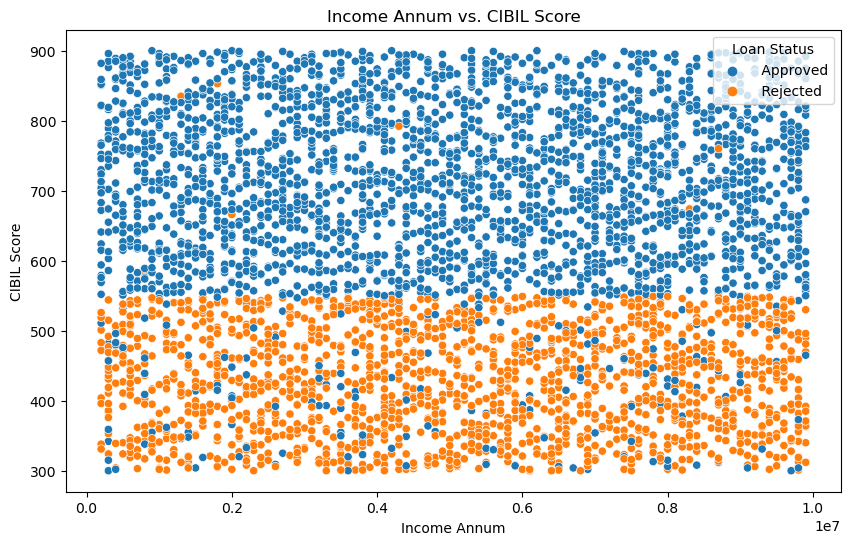 Income Annum vs. CIBIL Score
Loan Status
Approved
Rejected
900
800
700
600
500
400
300
CIBIL Score
0.0 0.2 0.4 0.6 0.8 1.0
1e7
Income Annum